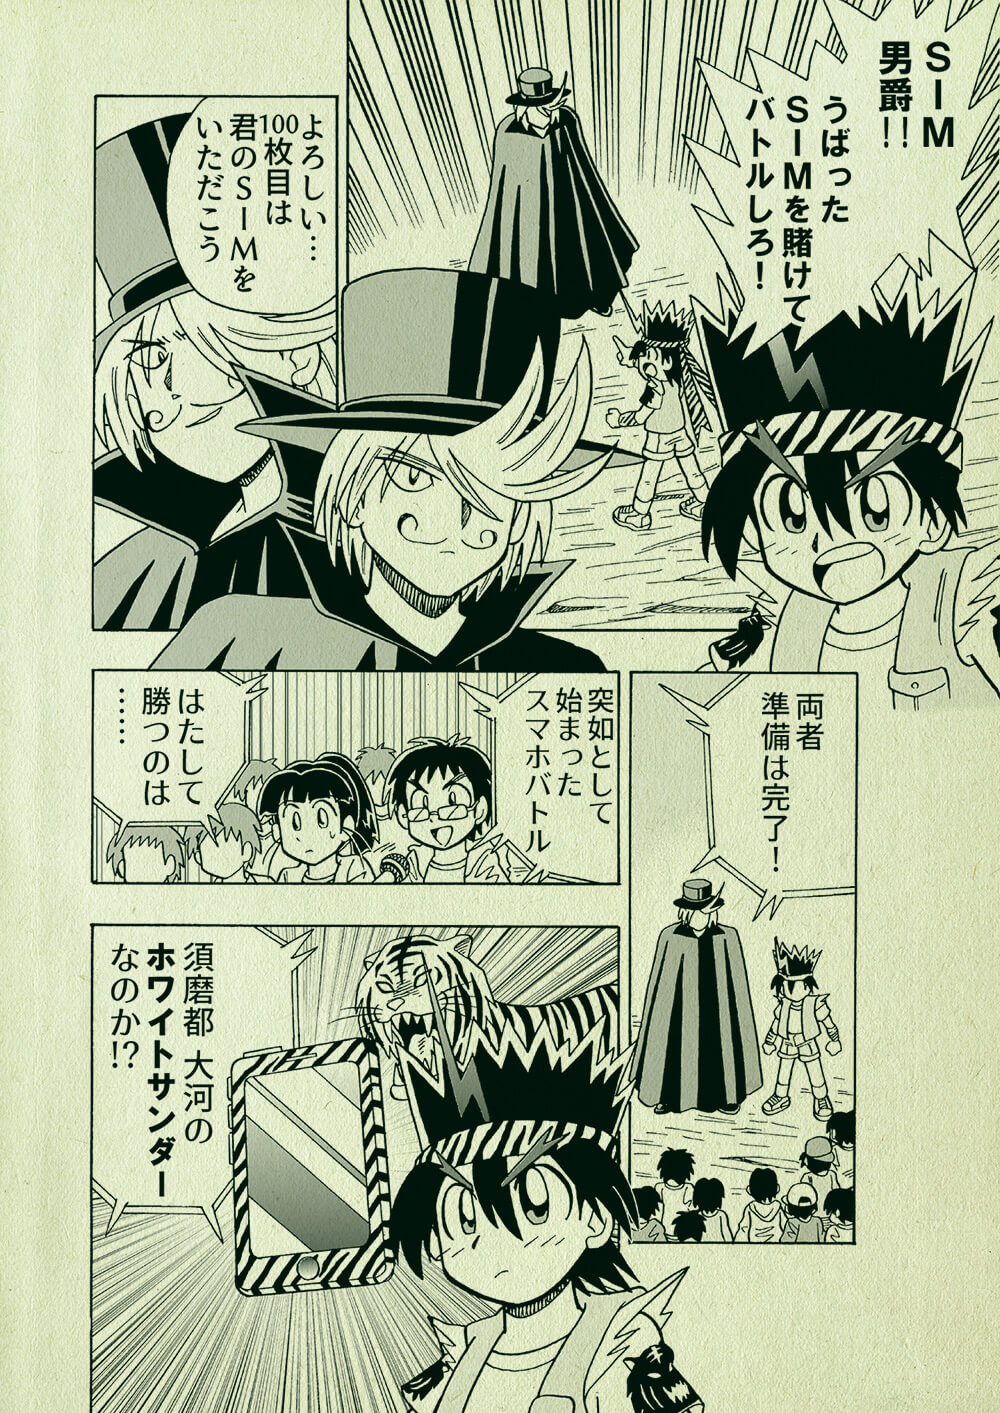 ＳＩＭ
男爵!!
うばった
ＳＩＭを賭けて
バトルしろ！
よろしい…
100枚目は
君のＳＩＭを
いただこう
両者
準備は完了！
突如として
始まった
スマホバトル
はたして
勝つのは
……
須磨都 大河の
ホワイトサンダー
なのか!?